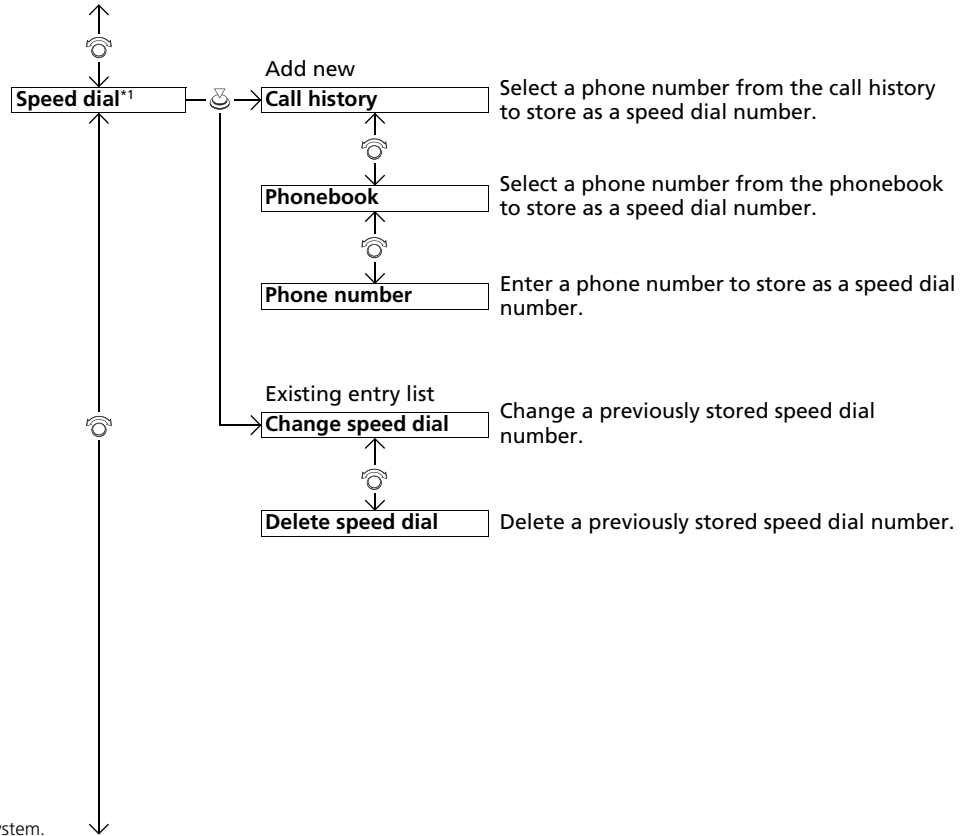 Add new
Speed dial*1
Call history
Select a phone number from the call history
to store as a speed dial number.
Phonebook
Select a phone number from the phonebook
to store as a speed dial number.
Phone number
Enter a phone number to store as a speed dial
number.
Existing entry list
Change speed dial
Change a previously stored speed dial
number.
Delete speed dial
Delete a previously stored speed dial number.
ystem.